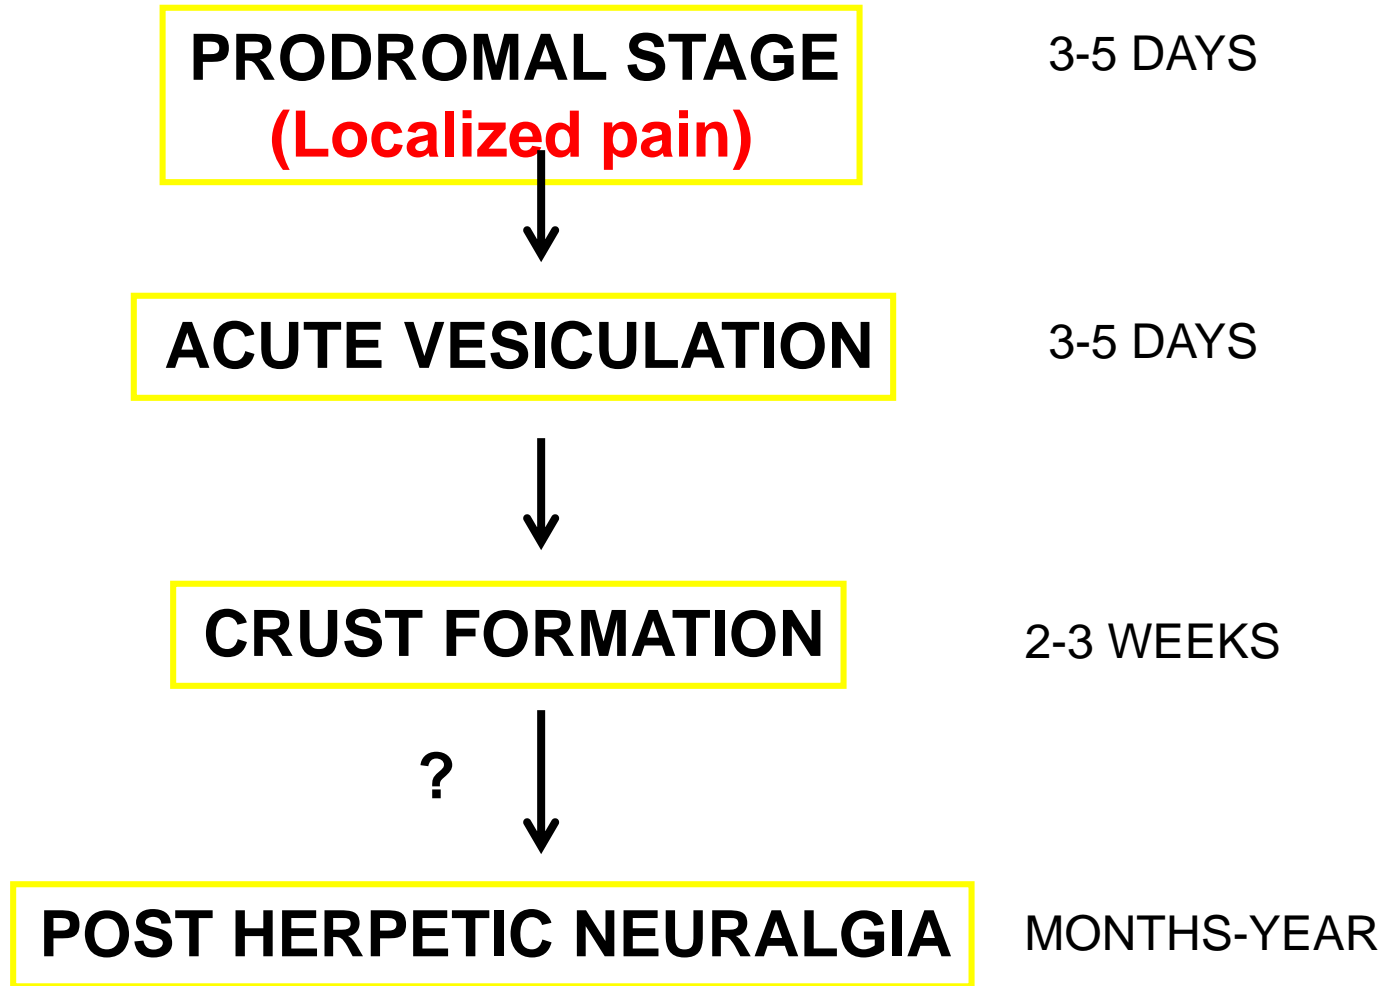 PRODROMAL STAGE
(Localized pain)
3-5 DAYS
ACUTE VESICULATION
3-5 DAYS
CRUST FORMATION
2-3 WEEKS
?
POST HERPETIC NEURALGIA
MONTHS-YEAR